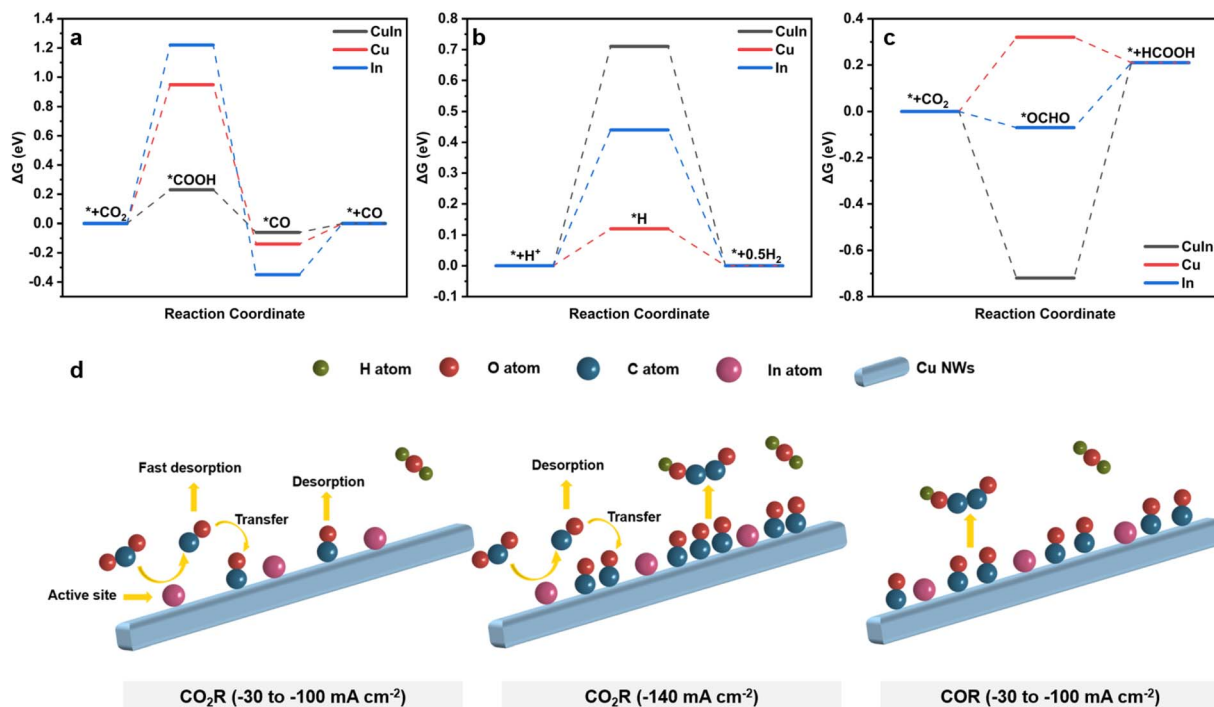 a
CuIn
Cu
In
1.4
1.2
1.0
0.8
0.6
0.4
0.2
0.0
-0.2
-0.4
ΔG (eV)
*+CO₂
*COOH
*CO
*+CO
Reaction Coordinate
b
CuIn
Cu
In
0.8
0.7
0.6
0.5
0.4
0.3
0.2
0.1
0.0
-0.1
ΔG (eV)
*+H⁺
*H
*+0.5H₂
Reaction Coordinate
c
0.4
0.2
0.0
-0.2
-0.4
-0.6
-0.8
ΔG (eV)
*+CO₂
*OCHO
*+HCOOH
CuIn
Cu
In
Reaction Coordinate
d
H atom O atom C atom In atom Cu NWs
Fast desorption
Desorption
Transfer
Active site
CO₂R (-30 to -100 mA cm⁻²)
Desorption
Transfer
CO₂R (-140 mA cm⁻²)
COR (-30 to -100 mA cm⁻²)